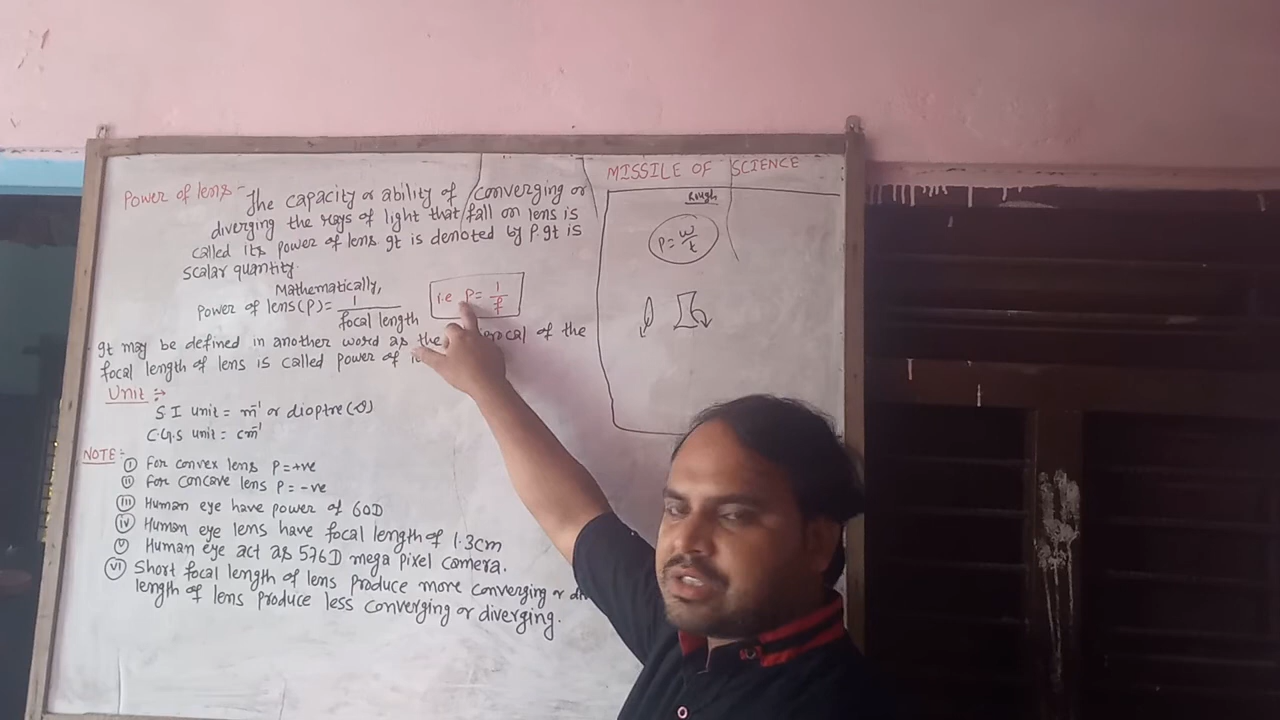 MISSILE OF SCIENCE
Power of lens - The capacity or ability of converging or
diverging the rays of light that fall on lens is
called its power of lens. It is denoted by P. It is
scalar quantity.
Mathematically,
Power of lens (P) = 1/focal length
i.e P = 1/f
It may be defined in another word as the of the
focal length of lens is called power of
Unit :-
S.I unit = m⁻¹ or dioptre (D)
C.G.S unit = cm⁻¹
NOTE:-
(i) For convex lens P = +ve
(ii) For concave lens P = -ve
(iii) Human eye have power of 60D
(iv) Human eye lens have focal length of 1.3cm
(v) Human eye act as 576D mega pixel camera.
(vi) Short focal length of lens produce more converging or
length of lens produce less converging or diverging.
Rough
P = w/t